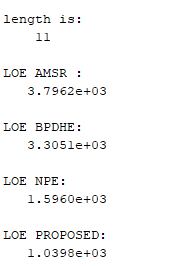 length is:
11
LOE AMSR :
3.7962e+03
LOE BPDHE:
3.3051e+03
LOE NPE:
1.5960e+03
LOE PROPOSED:
1.0398e+03